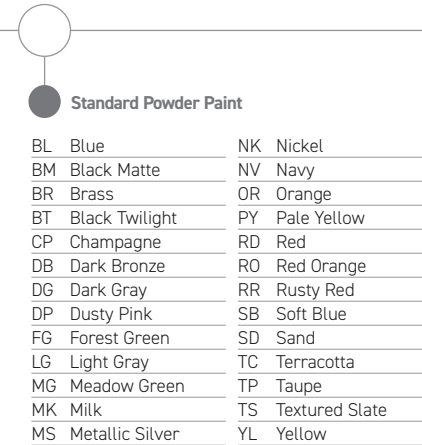 Standard Powder Paint
BL Blue
BM Black Matte
BR Brass
BT Black Twilight
CP Champagne
DB Dark Bronze
DG Dark Gray
DP Dusty Pink
FG Forest Green
LG Light Gray
MG Meadow Green
MK Milk
MS Metallic Silver
NK Nickel
NV Navy
OR Orange
PY Pale Yellow
RD Red
RO Red Orange
RR Rusty Red
SB Soft Blue
SD Sand
TC Terracotta
TP Taupe
TS Textured Slate
YL Yellow